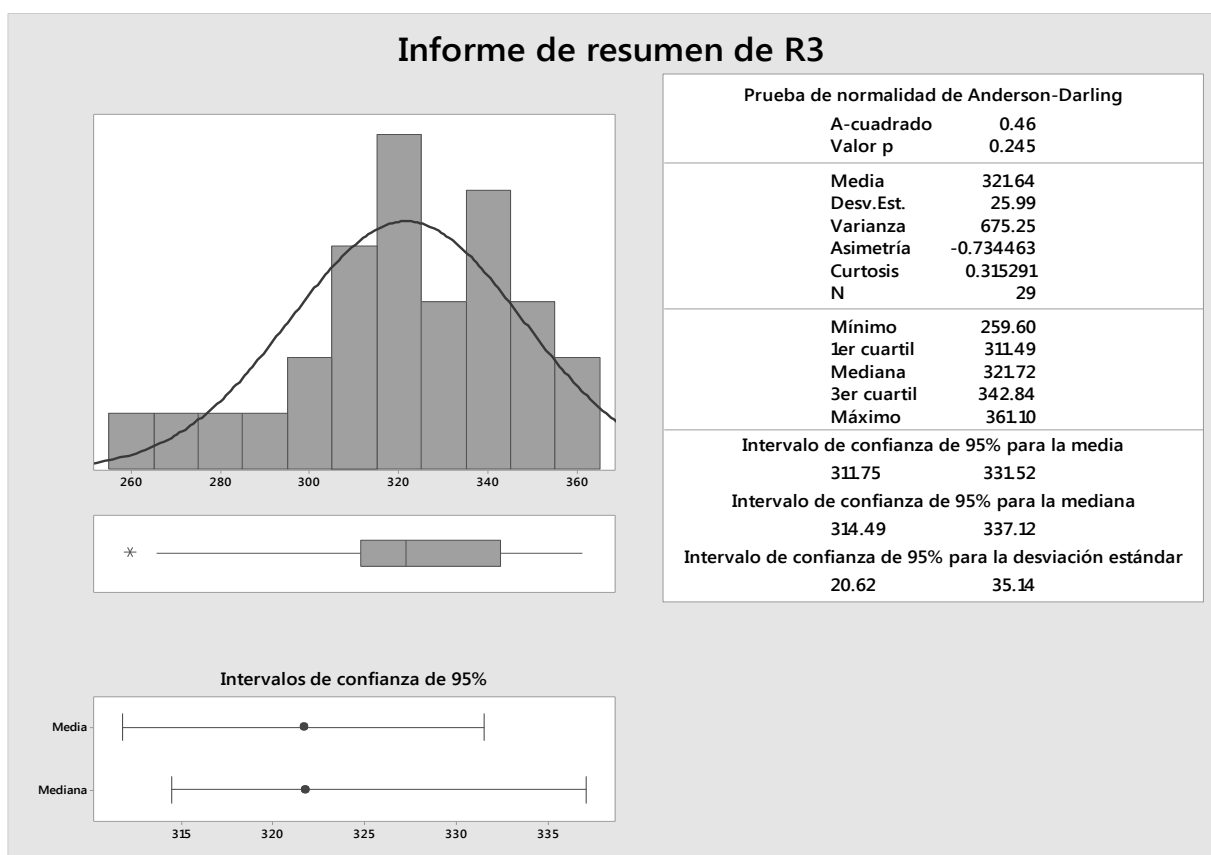 Informe de resumen de R3
Prueba de normalidad de Anderson-Darling
A-cuadrado 0.46
Valor p 0.245
Media 321.64
Desv.Est. 25.99
Varianza 675.25
Asimetría -0.734463
Curtosis 0.315291
N 29
Mínimo 259.60
1er cuartil 311.49
Mediana 321.72
3er cuartil 342.84
Máximo 361.10
Intervalo de confianza de 95% para la media
311.75 331.52
Intervalo de confianza de 95% para la mediana
314.49 337.12
Intervalo de confianza de 95% para la desviación estándar
20.62 35.14
260 280 300 320 340 360
Intervalos de confianza de 95%
Media
Mediana
315 320 325 330 335